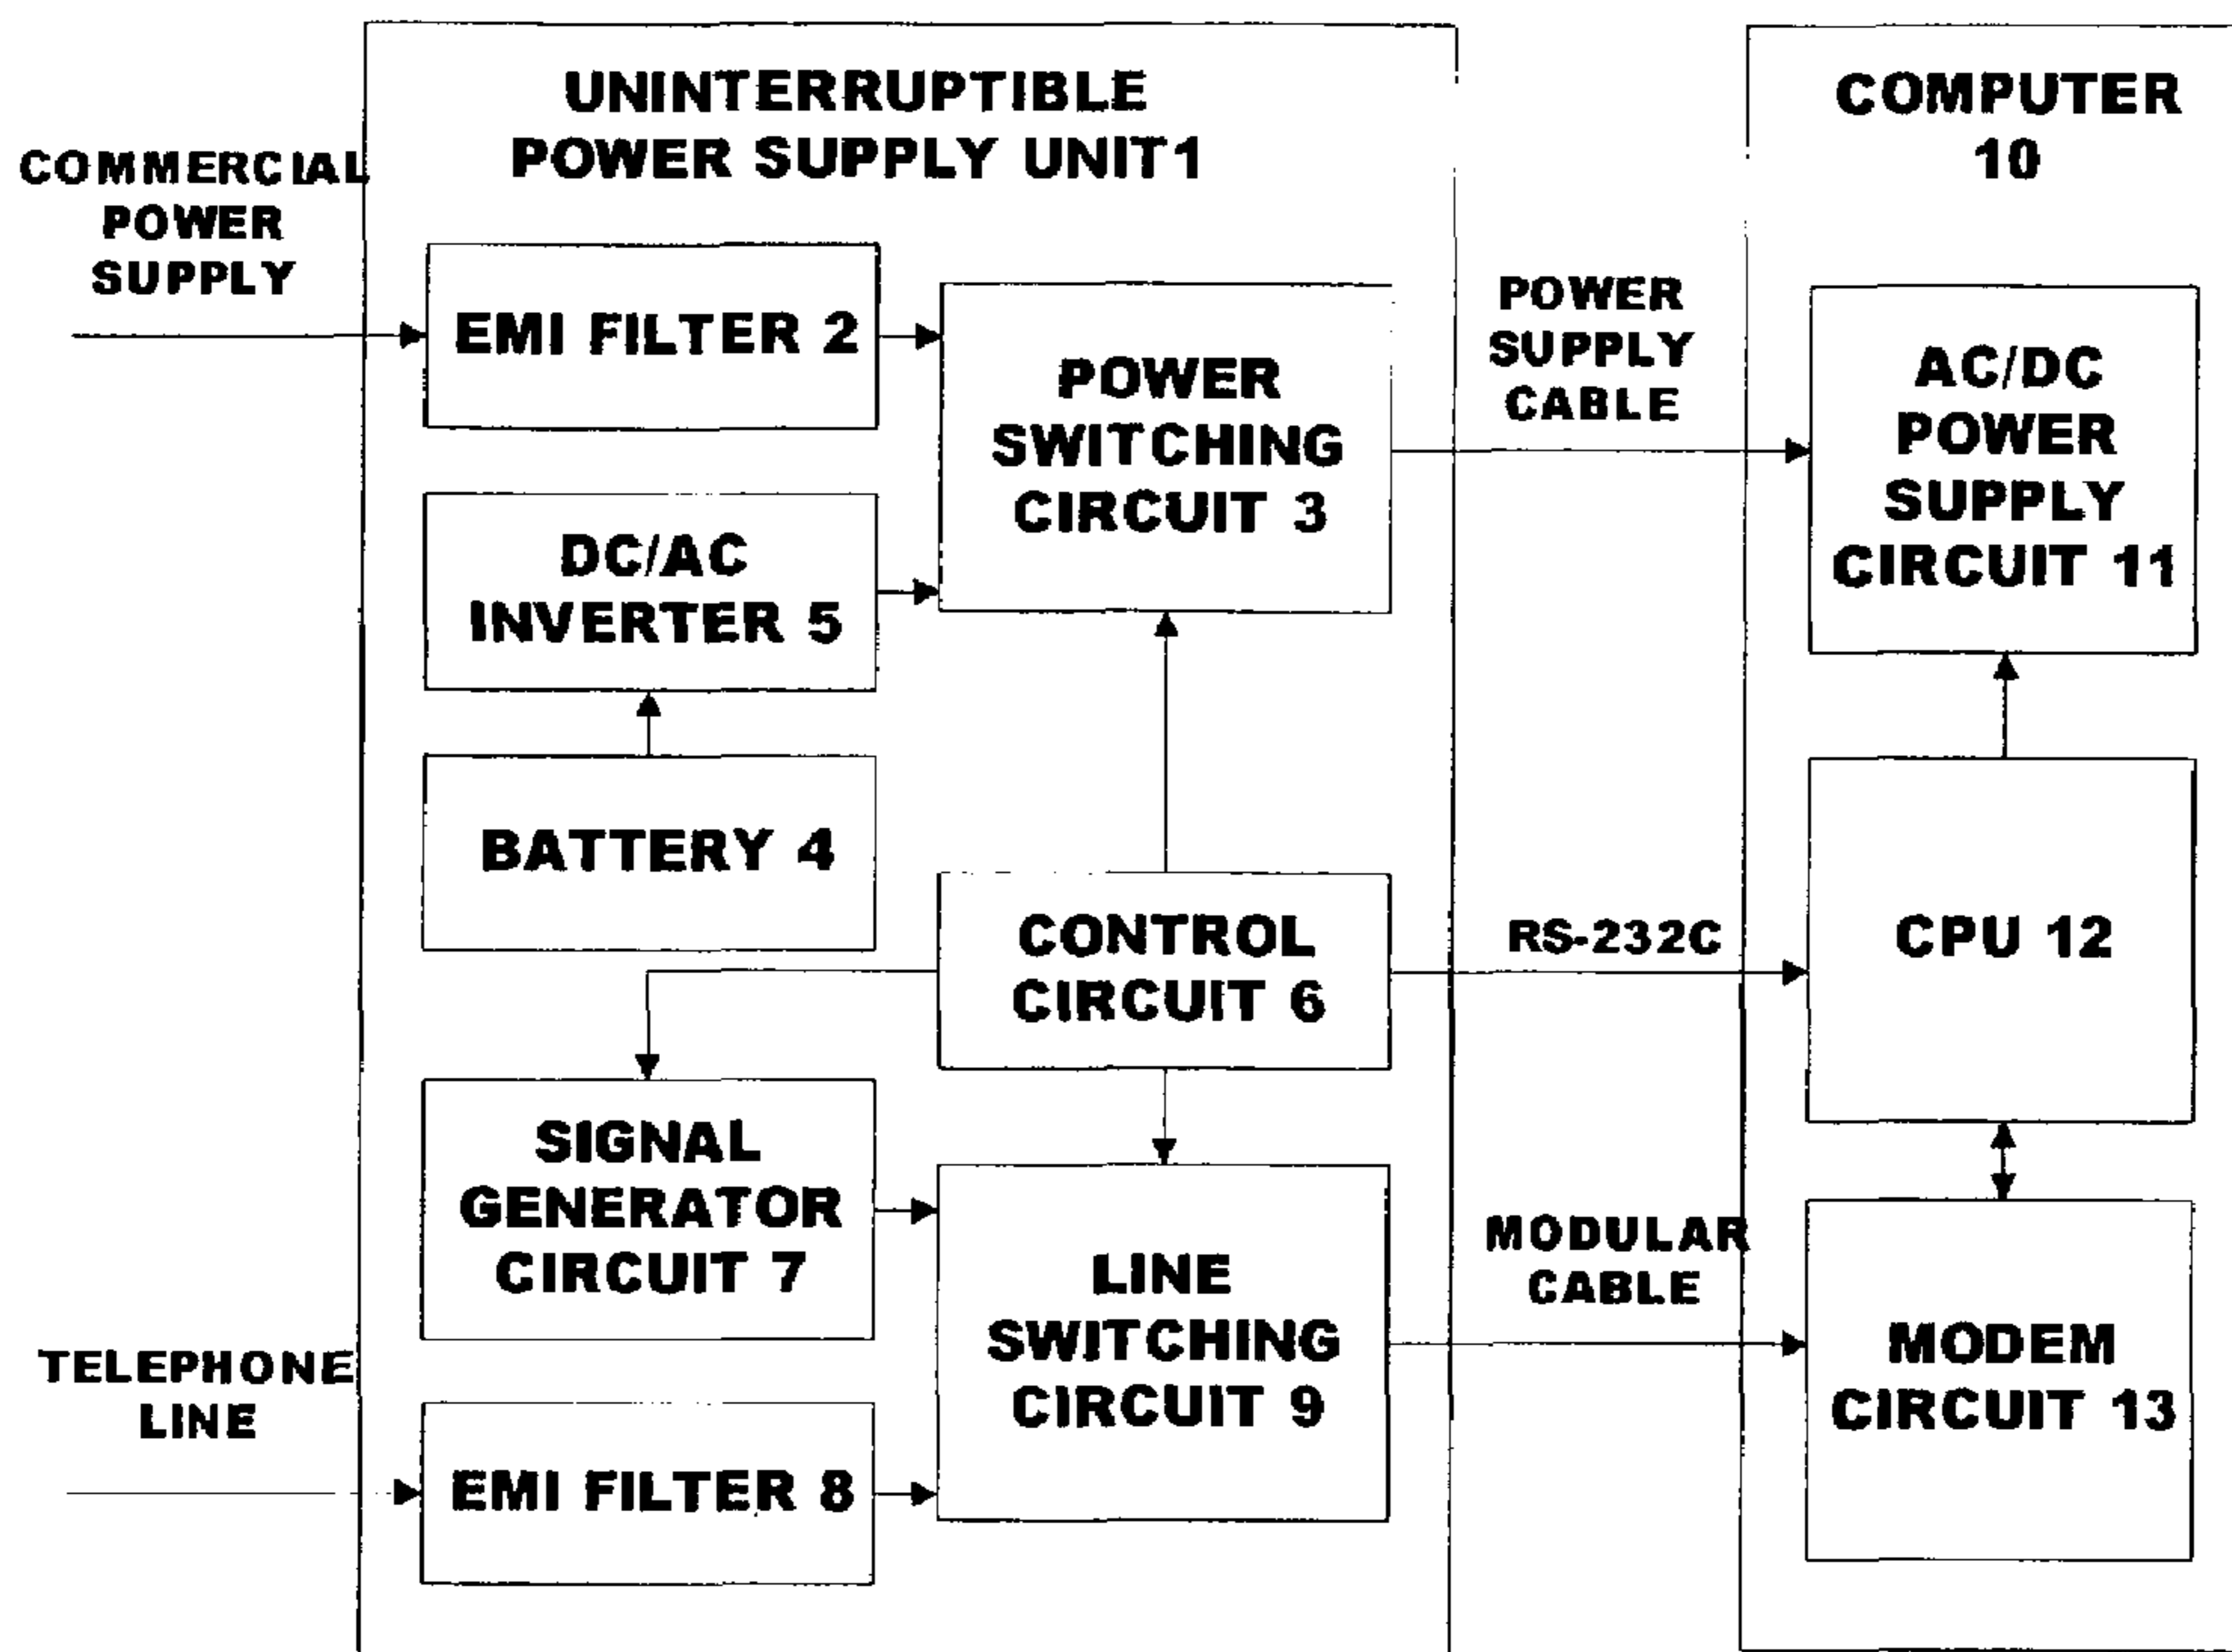 UNINTERRUPTIBLE
POWER SUPPLY UNIT1
COMPUTER
10
COMMERCIAL
POWER
SUPPLY
EMI FILTER 2
POWER
SWITCHING
CIRCUIT 3
POWER
SUPPLY
CABLE
AC/DC
POWER
SUPPLY
CIRCUIT 11
DC/AC
INVERTER 5
BATTERY 4
CONTROL
CIRCUIT 6
RS-232C
CPU 12
SIGNAL
GENERATOR
CIRCUIT 7
LINE
SWITCHING
CIRCUIT 9
MODULAR
CABLE
MODEM
CIRCUIT 13
TELEPHONE
LINE
EMI FILTER 8